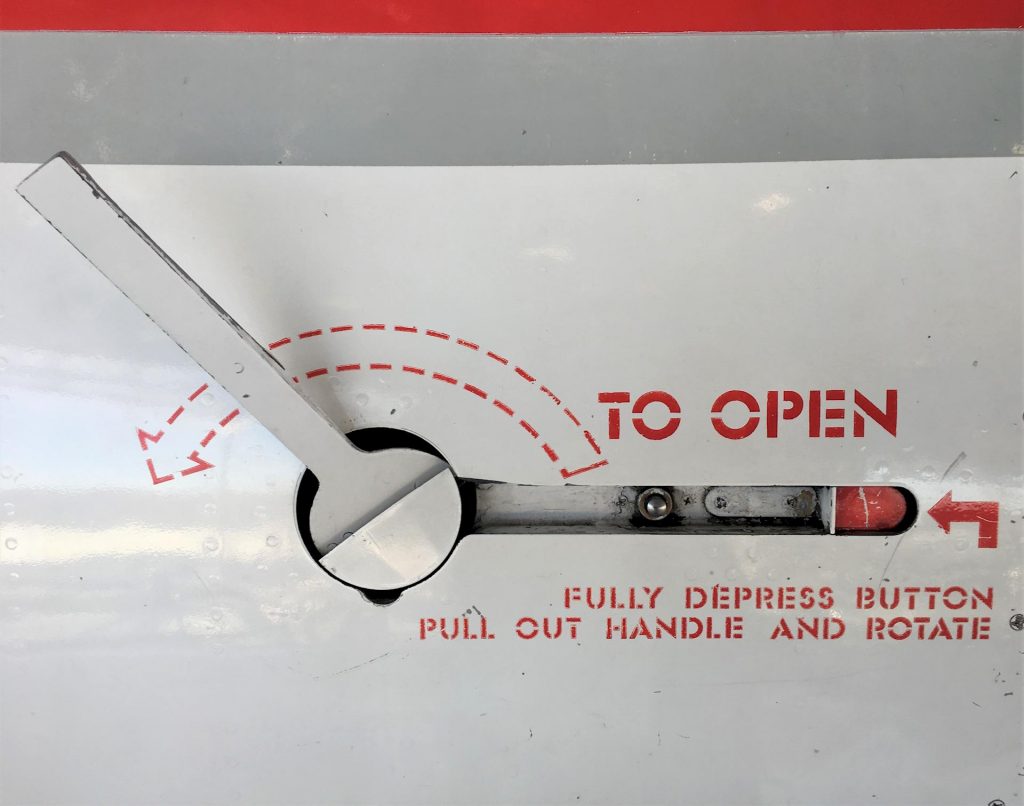 TO OPEN
FULLY DEPRESS BUTTON
PULL OUT HANDLE AND ROTATE